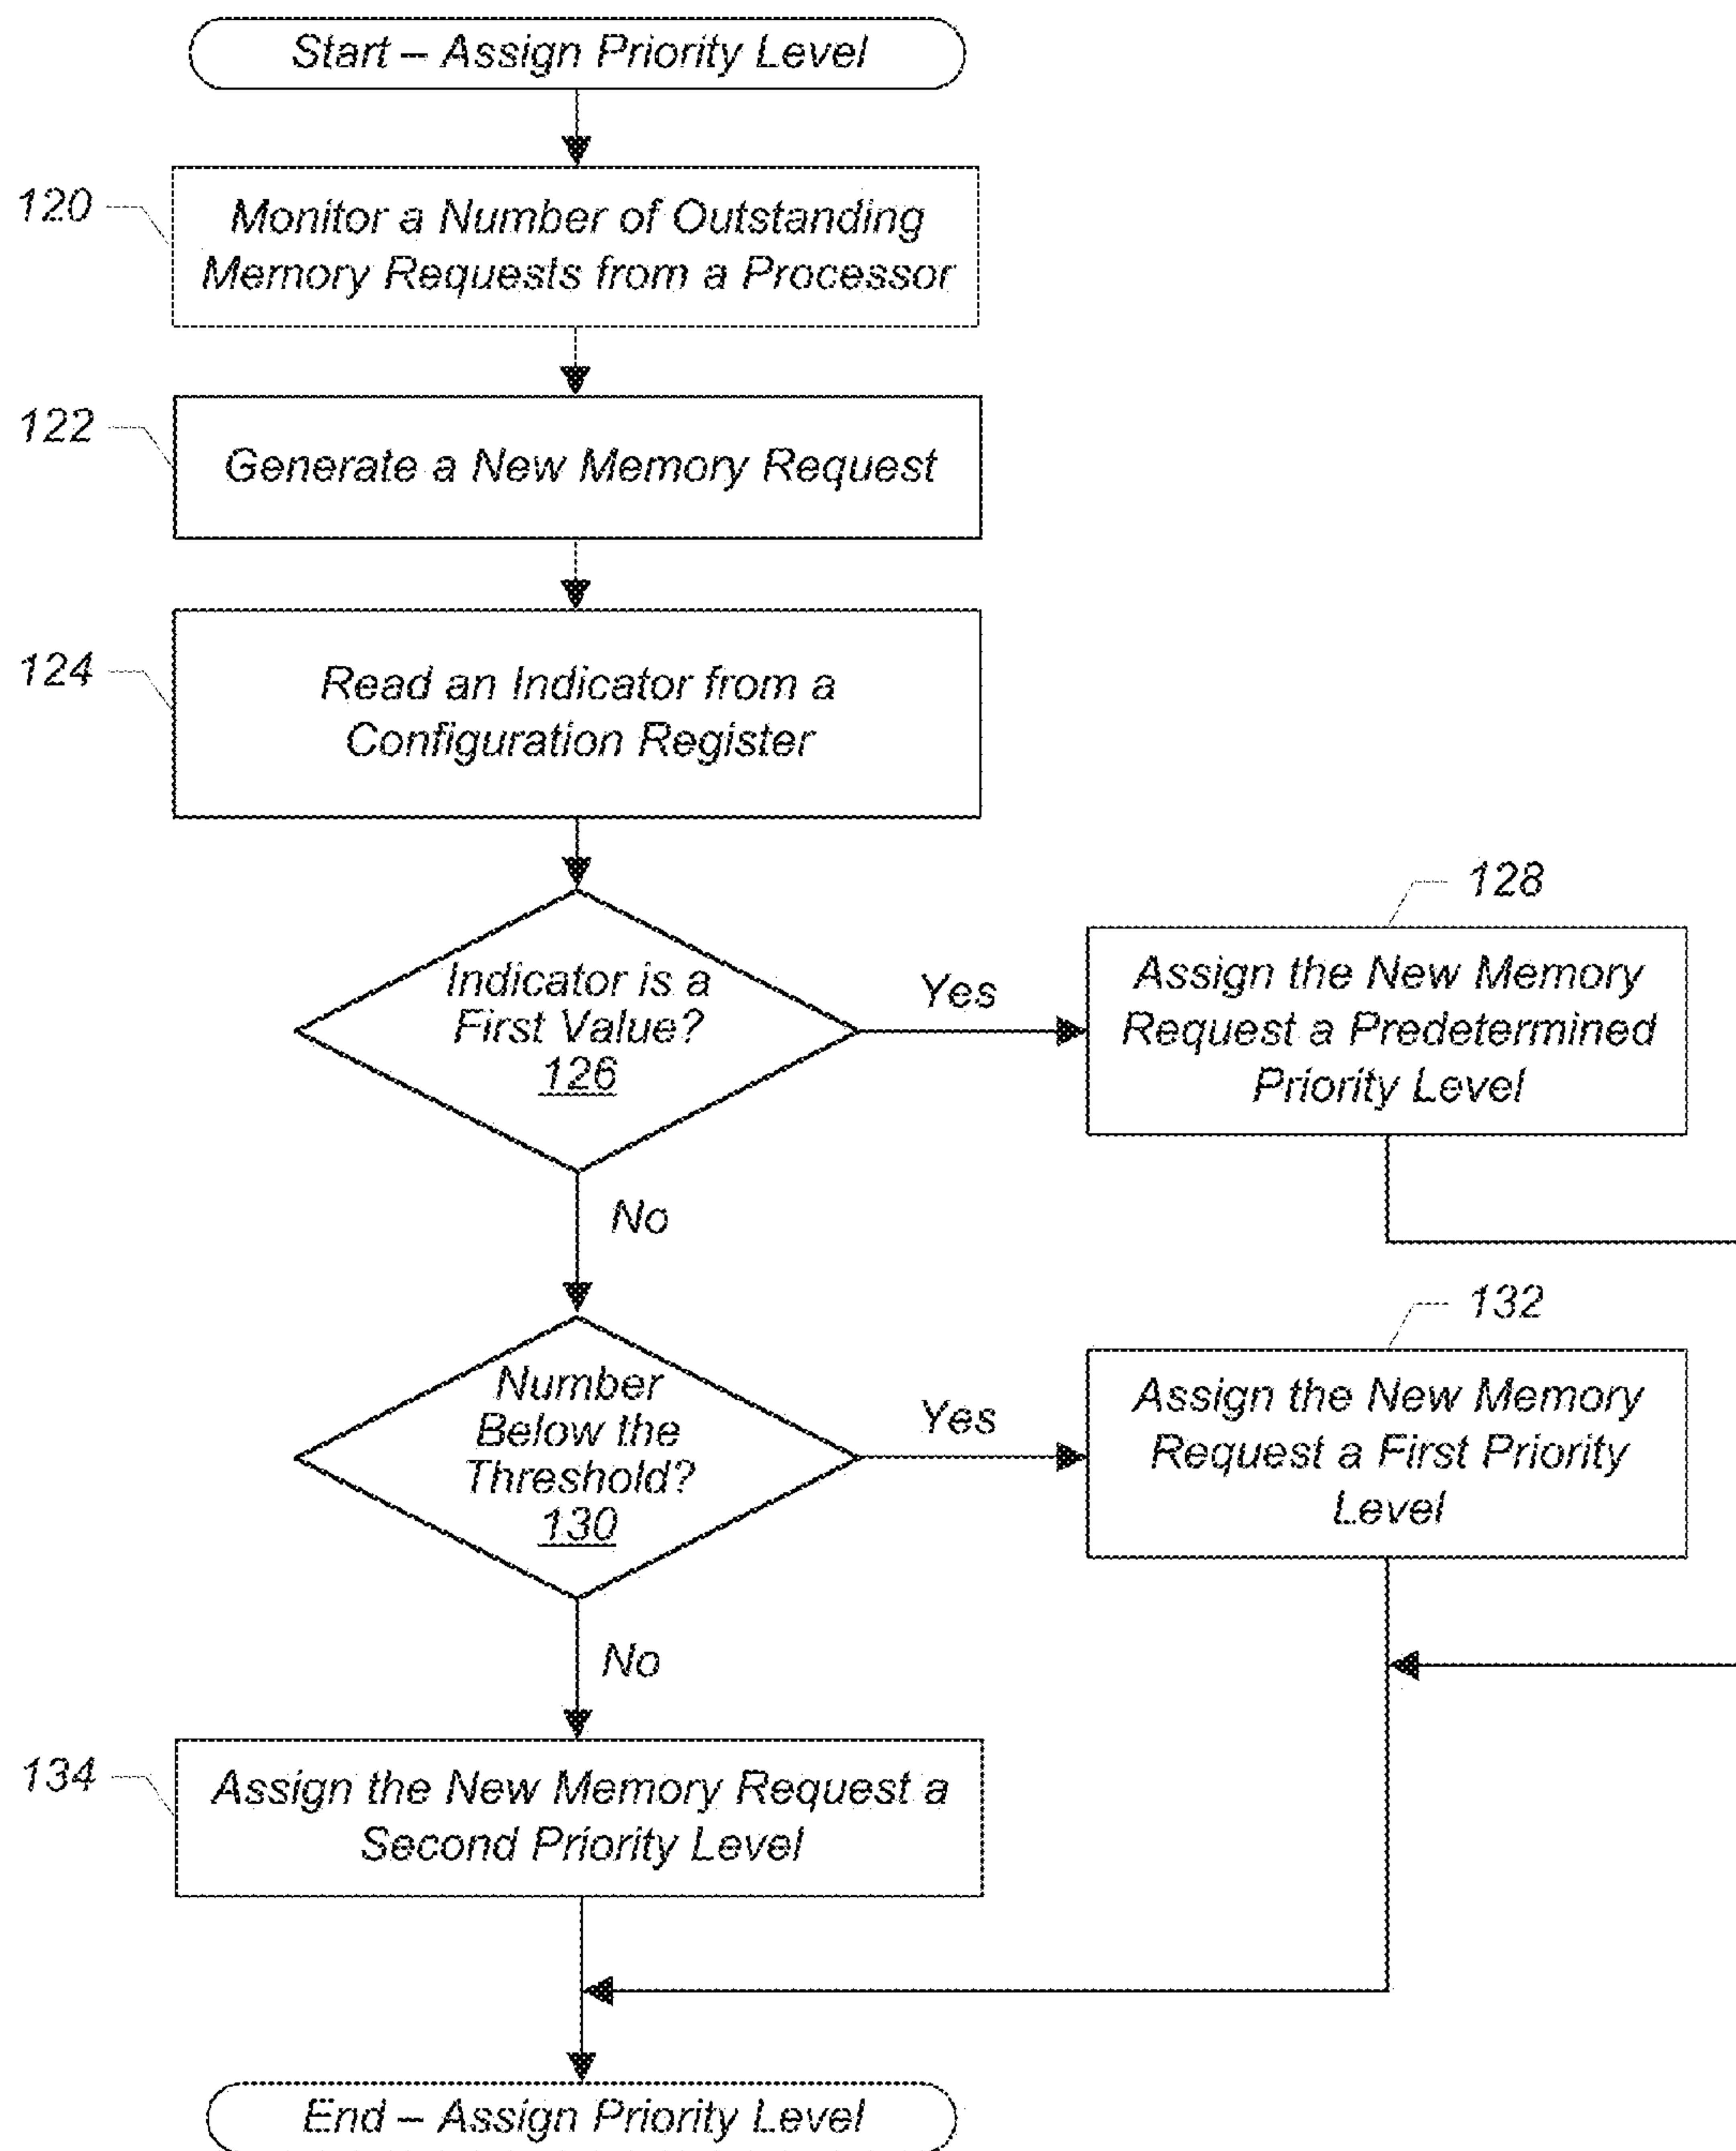 Start – Assign Priority Level
120
Monitor a Number of Outstanding
Memory Requests from a Processor
122
Generate a New Memory Request
124
Read an Indicator from a
Configuration Register
Indicator is a
First Value?
126
Yes
128
Assign the New Memory
Request a Predetermined
Priority Level
No
Number
Below the
Threshold?
130
Yes
132
Assign the New Memory
Request a First Priority
Level
No
134
Assign the New Memory Request a
Second Priority Level
End – Assign Priority Level